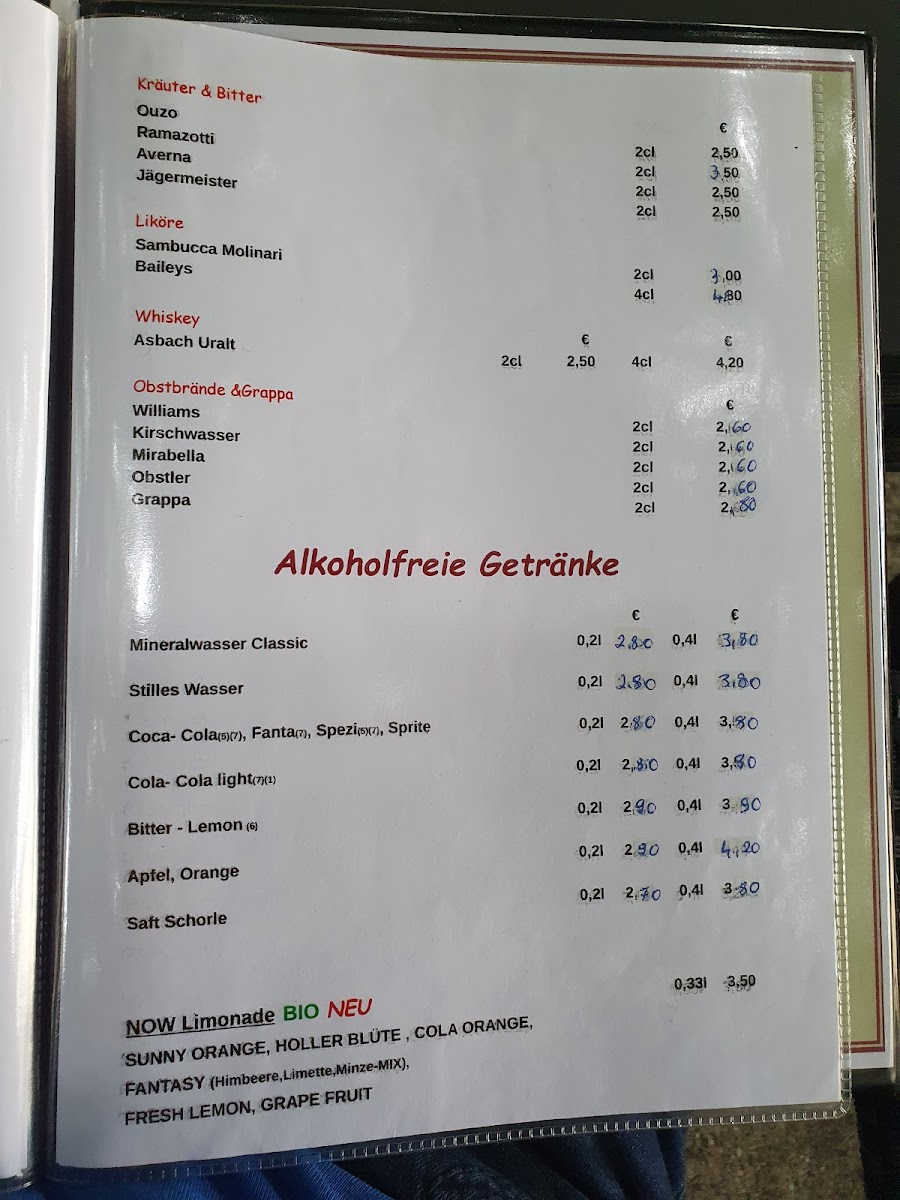 Kräuter & Bitter
€
Ouzo 2cl 2,50
Ramazotti 2cl 3,50
Averna 2cl 2,50
Jägermeister 2cl 2,50
Liköre
Sambucca Molinari 2cl 3,00
Baileys 4cl 4,80
Whiskey € €
Asbach Uralt 2cl 2,50 4cl 4,20
Obstbrände &Grappa €
Williams 2cl 2,60
Kirschwasser 2cl 2,60
Mirabella 2cl 2,60
Obstler 2cl 2,60
Grappa 2cl 2,80
Alkoholfreie Getränke
€ €
Mineralwasser Classic 0,2l 2.80 0,4l 3,80
Stilles Wasser 0,2l 2.80 0,4l 3.80
Coca- Cola(5)(7), Fanta(7), Spezi(5)(7), Sprite 0,2l 2,80 0,4l 3,80
Cola- Cola light(7)(1) 0,2l 2,80 0,4l 3,80
Bitter - Lemon (6) 0,2l 2,90 0,4l 3 90
Apfel, Orange 0,2l 2 90 0,4l 4,20
Saft Schorle 0,2l 2,70 0,4l 3,80
NOW Limonade BIO NEU 0,33l 3,50
SUNNY ORANGE, HOLLER BLÜTE , COLA ORANGE,
FANTASY (Himbeere,Limette,Minze-MIX),
FRESH LEMON, GRAPE FRUIT